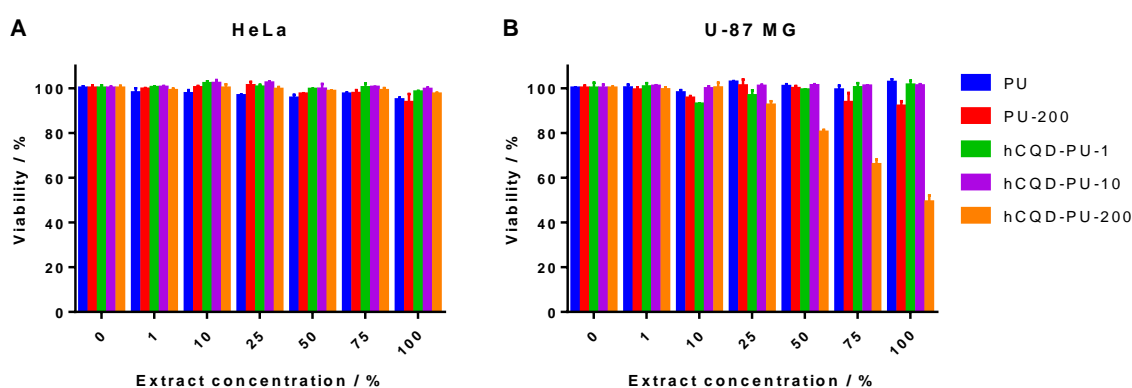 A
HeLa
Viability / %
100
80
60
40
20
0
0 1 10 25 50 75 100
Extract concentration / %
B
U-87 MG
Viability / %
100
80
60
40
20
0
0 1 10 25 50 75 100
Extract concentration / %
PU
PU-200
hCQD-PU-1
hCQD-PU-10
hCQD-PU-200